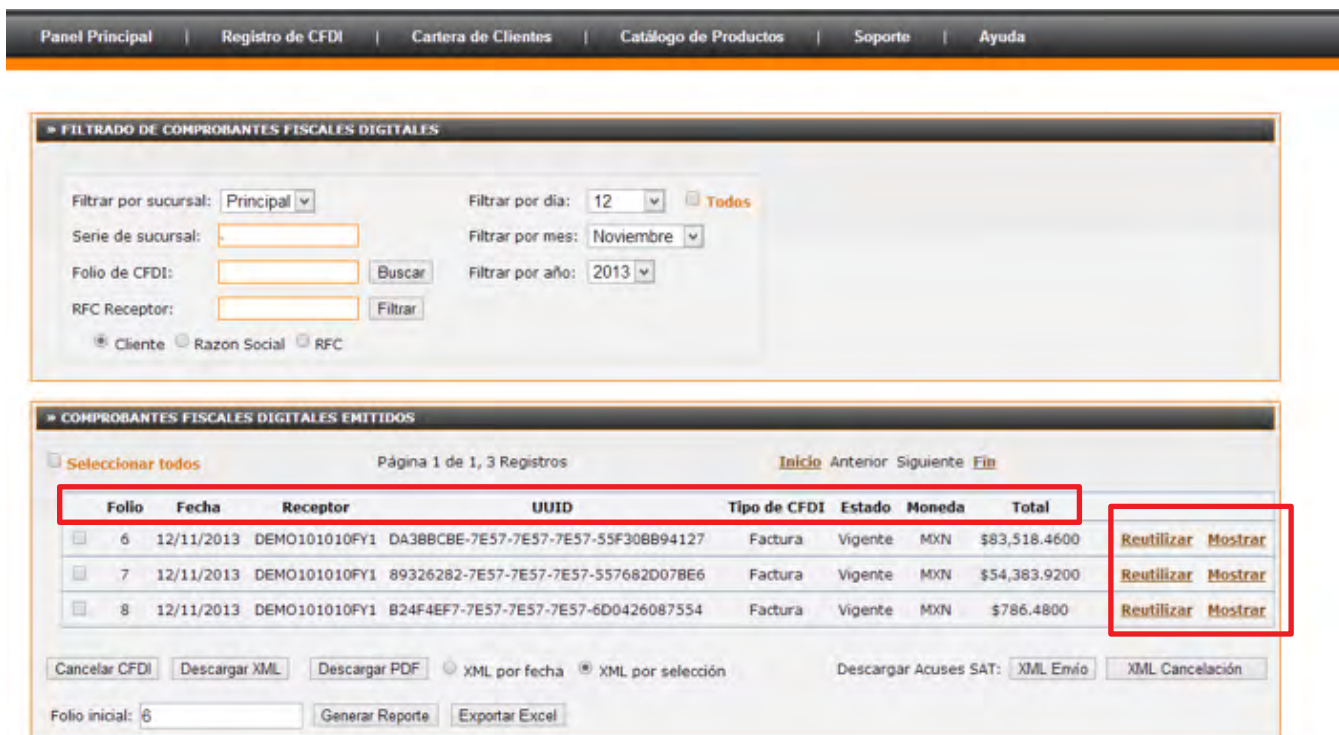 Panel Principal | Registro de CFDI | Cartera de Clientes | Catálogo de Productos | Soporte | Ayuda
» FILTRADO DE COMPROBANTES FISCALES DIGITALES
Filtrar por sucursal: Principal Filtrar por día: 12 Todos
Serie de sucursal: - Filtrar por mes: Noviembre
Folio de CFDI: Buscar Filtrar por año: 2013
RFC Receptor: Filtrar
Cliente Razon Social RFC
» COMPROBANTES FISCALES DIGITALES EMITIDOS
Seleccionar todos Página 1 de 1, 3 Registros Inicio Anterior Siguiente Fin
Folio Fecha Receptor UUID Tipo de CFDI Estado Moneda Total
6 12/11/2013 DEMO101010FY1 DA3BBCBE-7E57-7E57-7E57-55F30BB94127 Factura Vigente MXN $83,518.4600 Reutilizar Mostrar
7 12/11/2013 DEMO101010FY1 89326282-7E57-7E57-7E57-557682D07BE6 Factura Vigente MXN $54,383.9200 Reutilizar Mostrar
8 12/11/2013 DEMO101010FY1 B24F4EF7-7E57-7E57-7E57-6D0426087554 Factura Vigente MXN $786.4800 Reutilizar Mostrar
Cancelar CFDI Descargar XML Descargar PDF XML por fecha XML por selección Descargar Acuses SAT: XML Envio XML Cancelación
Folio inicial: 6 Generar Reporte Exportar Excel